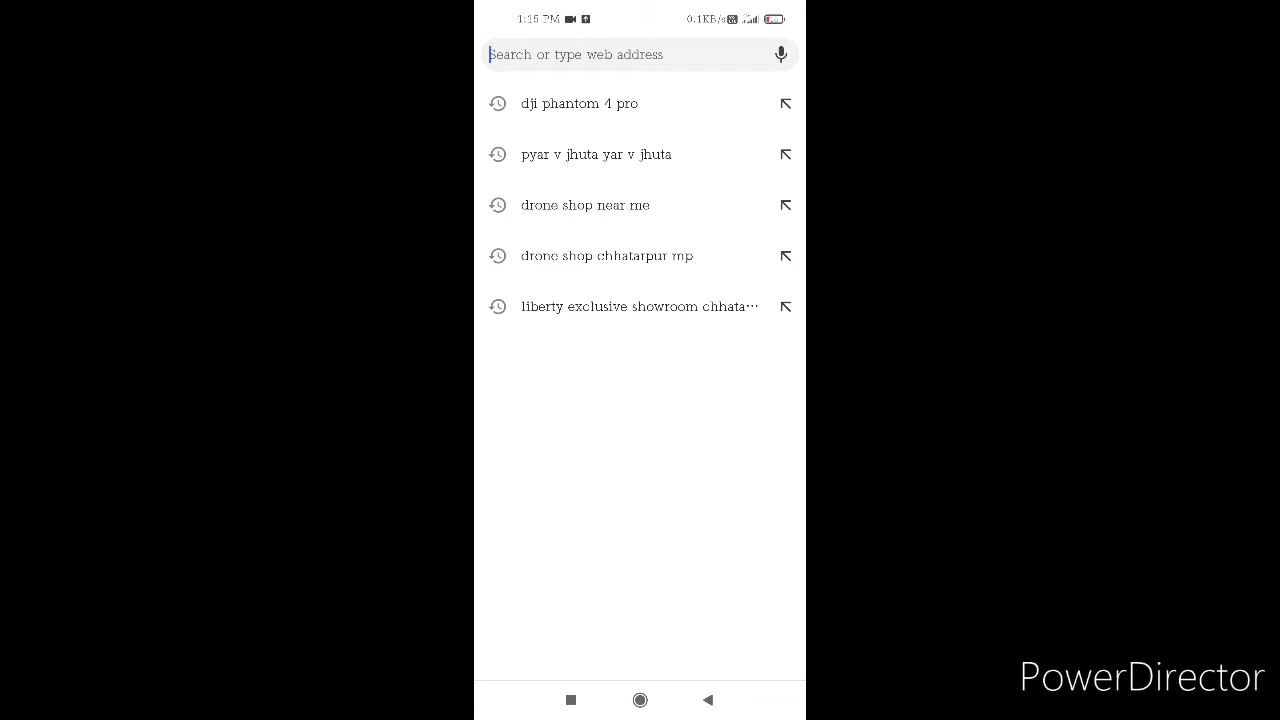 1:15 PM
0.1KB/s
Search or type web address
dji phantom 4 pro
pyar v jhuta yar v jhuta
drone shop near me
drone shop chhatarpur mp
liberty exclusive showroom chhata···
PowerDirector